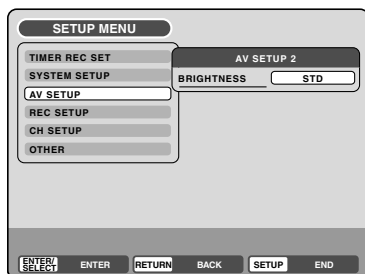 SETUP MENU
TIMER REC SET
SYSTEM SETUP
AV SETUP
REC SETUP
CH SETUP
OTHER
AV SETUP 2
BRIGHTNESS STD
ENTER/SELECT ENTER RETURN BACK SETUP END